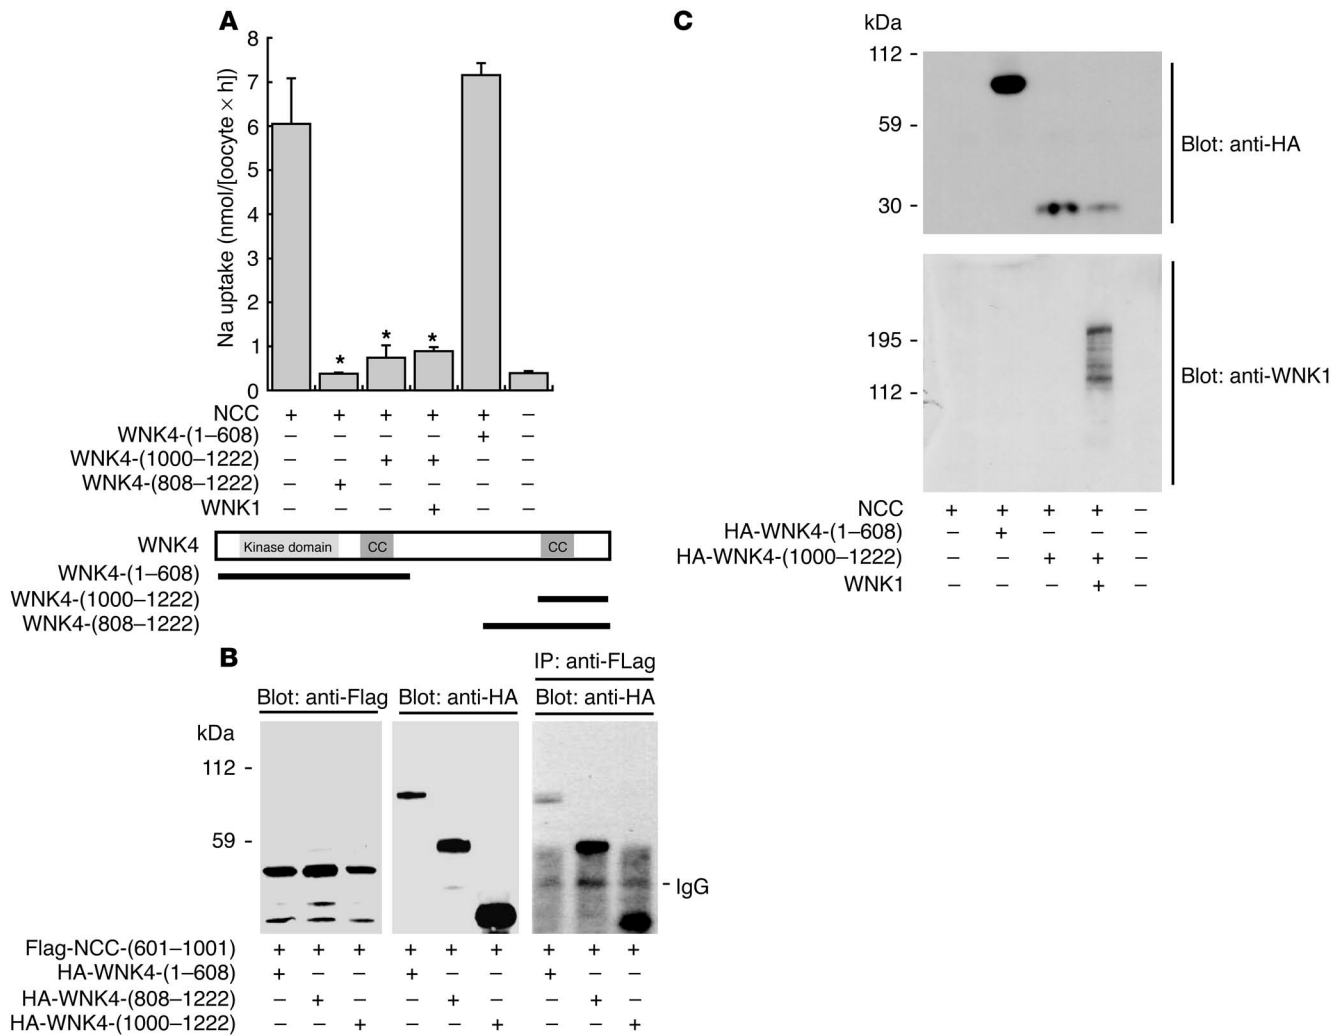 A
Na uptake (nmol/[oocyte × h])
8
7
6
5
4
3
2
1
0
*
*
*
NCC + + + + + –
WNK4-(1–608) – – – – + –
WNK4-(1000–1222) – – + + – –
WNK4-(808–1222) – + – – – –
WNK1 – – – + – –
WNK4 Kinase domain CC CC
WNK4-(1–608)
WNK4-(1000–1222)
WNK4-(808–1222)
B
Blot: anti-Flag
Blot: anti-HA
IP: anti-FLag
Blot: anti-HA
kDa
112 -
59 -
- IgG
Flag-NCC-(601–1001) + + + + + + + + +
HA-WNK4-(1–608) + – – + – – + – –
HA-WNK4-(808–1222) – + – – + – – + –
HA-WNK4-(1000–1222) – – + – – + – – +
C
kDa
112 -
59 -
30 -
Blot: anti-HA
195 -
112 -
Blot: anti-WNK1
NCC + + + + –
HA-WNK4-(1–608) – + – – –
HA-WNK4-(1000–1222) – – + + –
WNK1 – – – + –